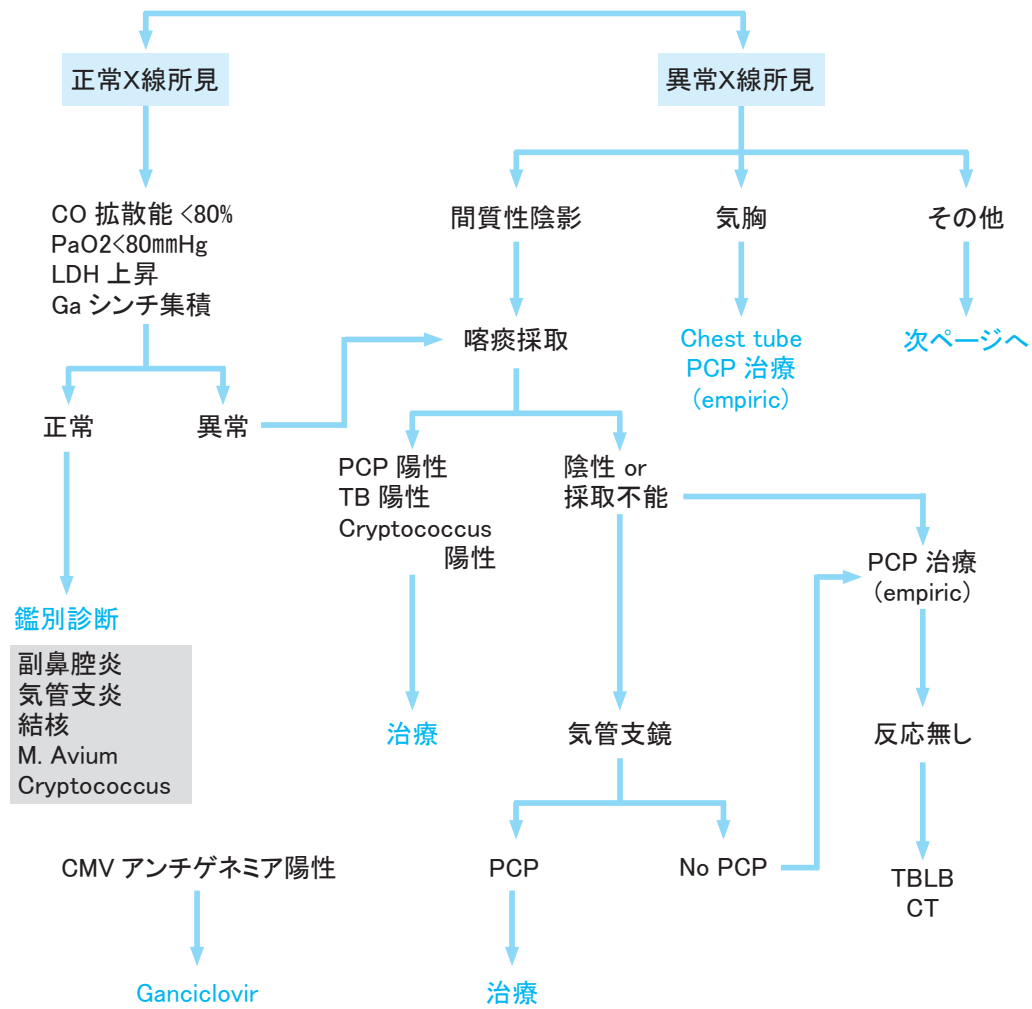 正常X線所見
異常X線所見
CO 拡散能 <80%
PaO2<80mmHg
LDH 上昇
Ga シンチ集積
間質性陰影
気胸
その他
喀痰採取
Chest tube
PCP 治療
(empiric)
次ページへ
正常
異常
PCP 陽性
TB 陽性
Cryptococcus
陽性
陰性 or
採取不能
PCP 治療
(empiric)
鑑別診断
副鼻腔炎
気管支炎
結核
M. Avium
Cryptococcus
治療
気管支鏡
反応無し
CMV アンチゲネミア陽性
PCP
No PCP
TBLB
CT
Ganciclovir
治療